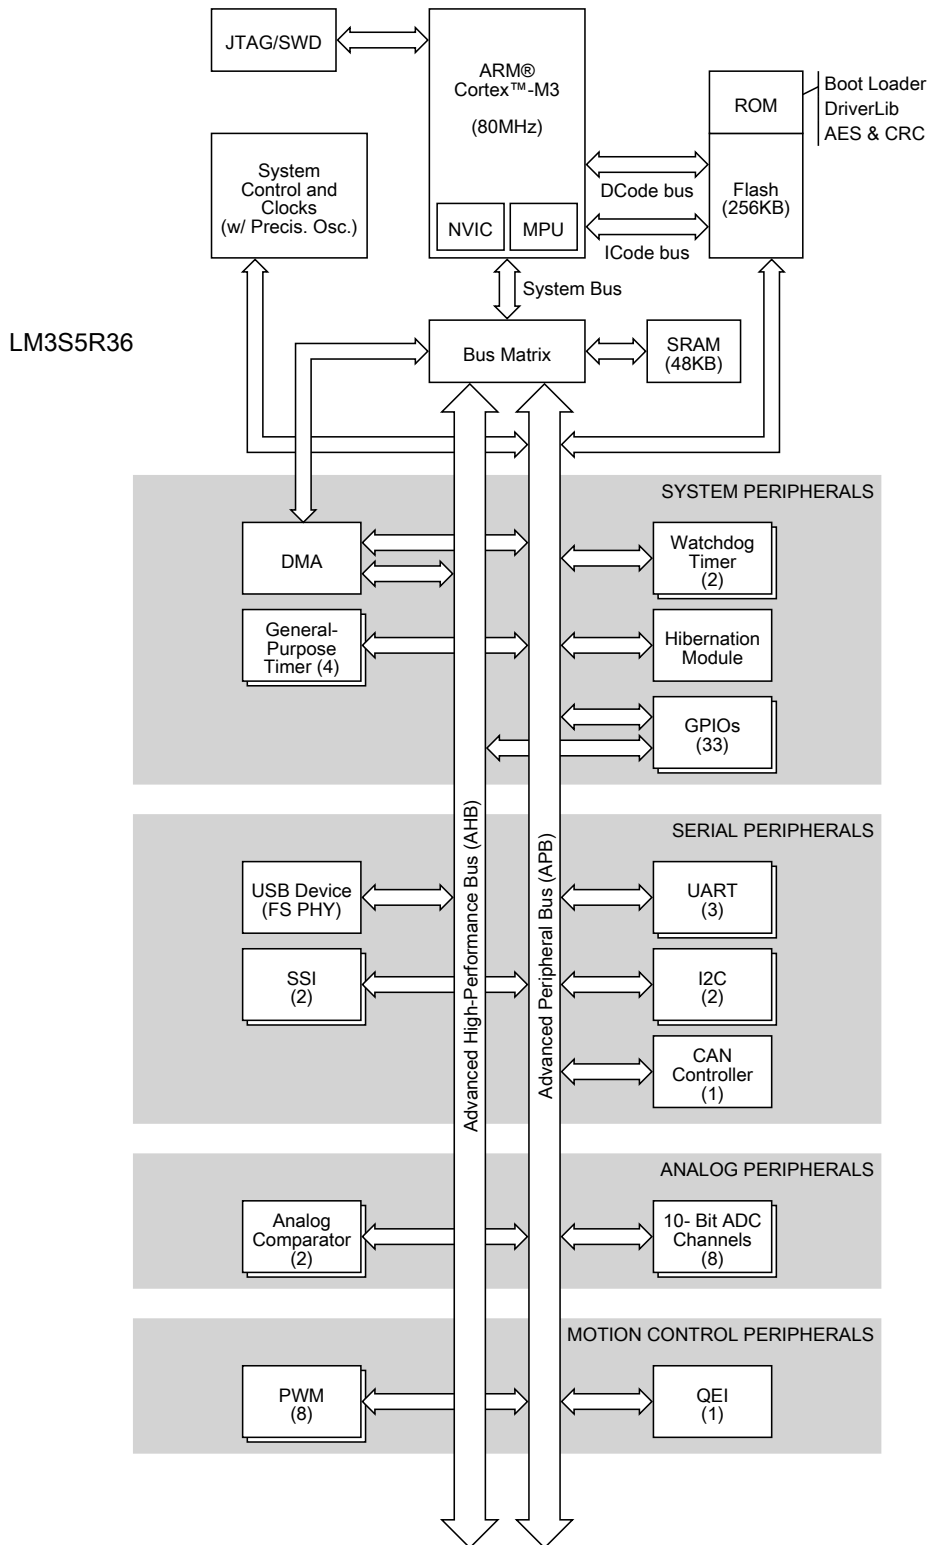 JTAG/SWD
ARM®
Cortex™-M3
(80MHz)
NVIC
MPU
ROM
Boot Loader
DriverLib
AES & CRC
Flash
(256KB)
DCode bus
ICode bus
System
Control and
Clocks
(w/ Precis. Osc.)
System Bus
LM3S5R36
Bus Matrix
SRAM
(48KB)
SYSTEM PERIPHERALS
DMA
Watchdog
Timer
(2)
General-
Purpose
Timer (4)
Hibernation
Module
GPIOs
(33)
Advanced High-Performance Bus (AHB)
Advanced Peripheral Bus (APB)
SERIAL PERIPHERALS
USB Device
(FS PHY)
UART
(3)
SSI
(2)
I2C
(2)
CAN
Controller
(1)
ANALOG PERIPHERALS
Analog
Comparator
(2)
10- Bit ADC
Channels
(8)
MOTION CONTROL PERIPHERALS
PWM
(8)
QEI
(1)